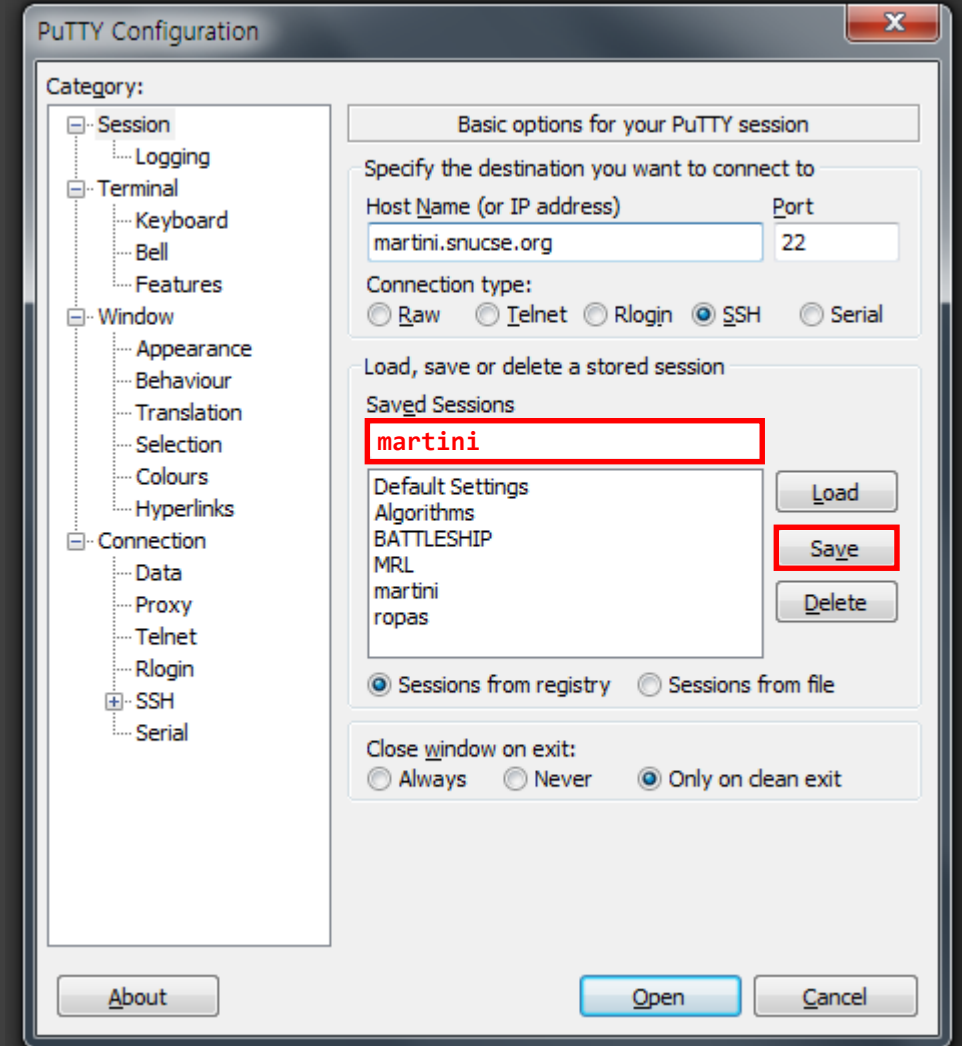 PuTTY Configuration
Category:
Session
Logging
Terminal
Keyboard
Bell
Features
Window
Appearance
Behaviour
Translation
Selection
Colours
Hyperlinks
Connection
Data
Proxy
Telnet
Rlogin
SSH
Serial
Basic options for your PuTTY session
Specify the destination you want to connect to
Host Name (or IP address) Port
martini.snucse.org 22
Connection type:
Raw Telnet Rlogin SSH Serial
Load, save or delete a stored session
Saved Sessions
martini
Default Settings
Algorithms
BATTLESHIP
MRL
martini
ropas
Load
Save
Delete
Sessions from registry Sessions from file
Close window on exit:
Always Never Only on clean exit
About Open Cancel